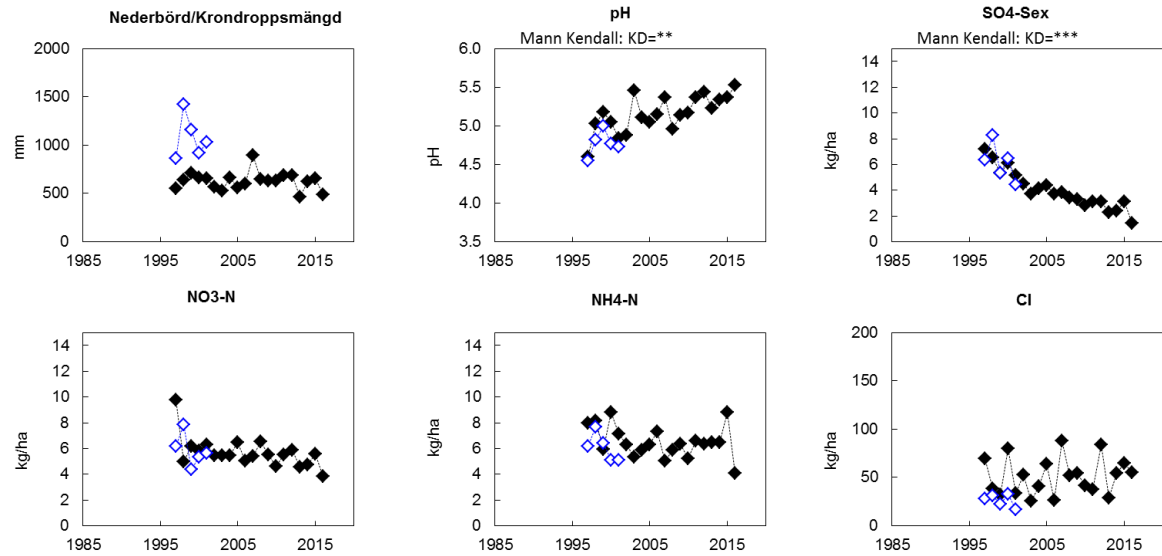 Nederbörd/Krondroppsmängd
2000
1500
1000
500
0
mm
1985 1995 2005 2015
pH
Mann Kendall: KD=**
6.0
5.5
5.0
4.5
4.0
3.5
pH
1985 1995 2005 2015
SO4-Sex
Mann Kendall: KD=***
14
12
10
8
6
4
2
0
kg/ha
1985 1995 2005 2015
NO3-N
14
12
10
8
6
4
2
0
kg/ha
1985 1995 2005 2015
NH4-N
14
12
10
8
6
4
2
0
kg/ha
1985 1995 2005 2015
Cl
200
150
100
50
0
kg/ha
1985 1995 2005 2015